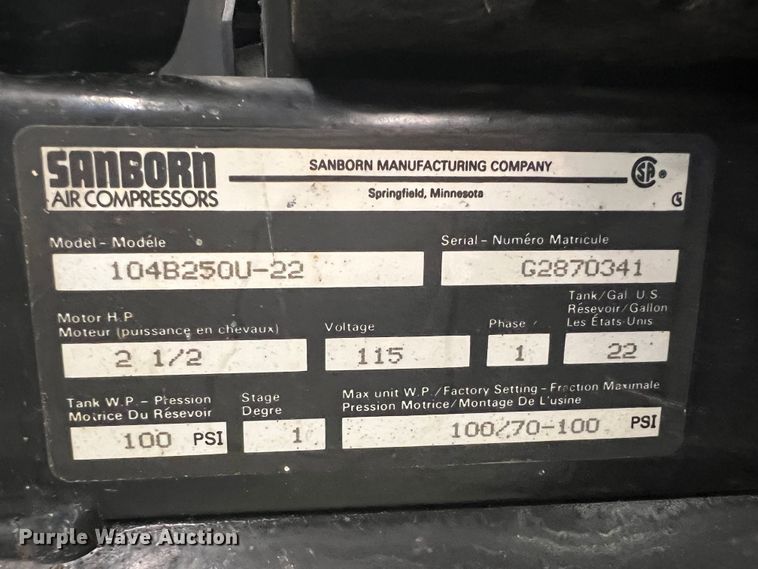 SANBORN
AIR COMPRESSORS
SANBORN MANUFACTURING COMPANY
Springfield, Minnesota
SA ®
Model - Modéle
104B250U-22
Serial - Numéro Matricule
G2870341
Motor H.P.
Moteur (puissance en chevaux)
2 1/2
Voltage
115
Phase
1
Tank/Gal. U.S.
Résevoir/Gallon
Les États-Unis
22
Tank W.P. - Pression
Motrice Du Résevoir
100 PSI
Stage
Degre
1
Max unit W.P./Factory Setting - Fraction Maximale
Pression Motrice/Montage De L'usine
100/70-100 PSI
Purple Wave Auction